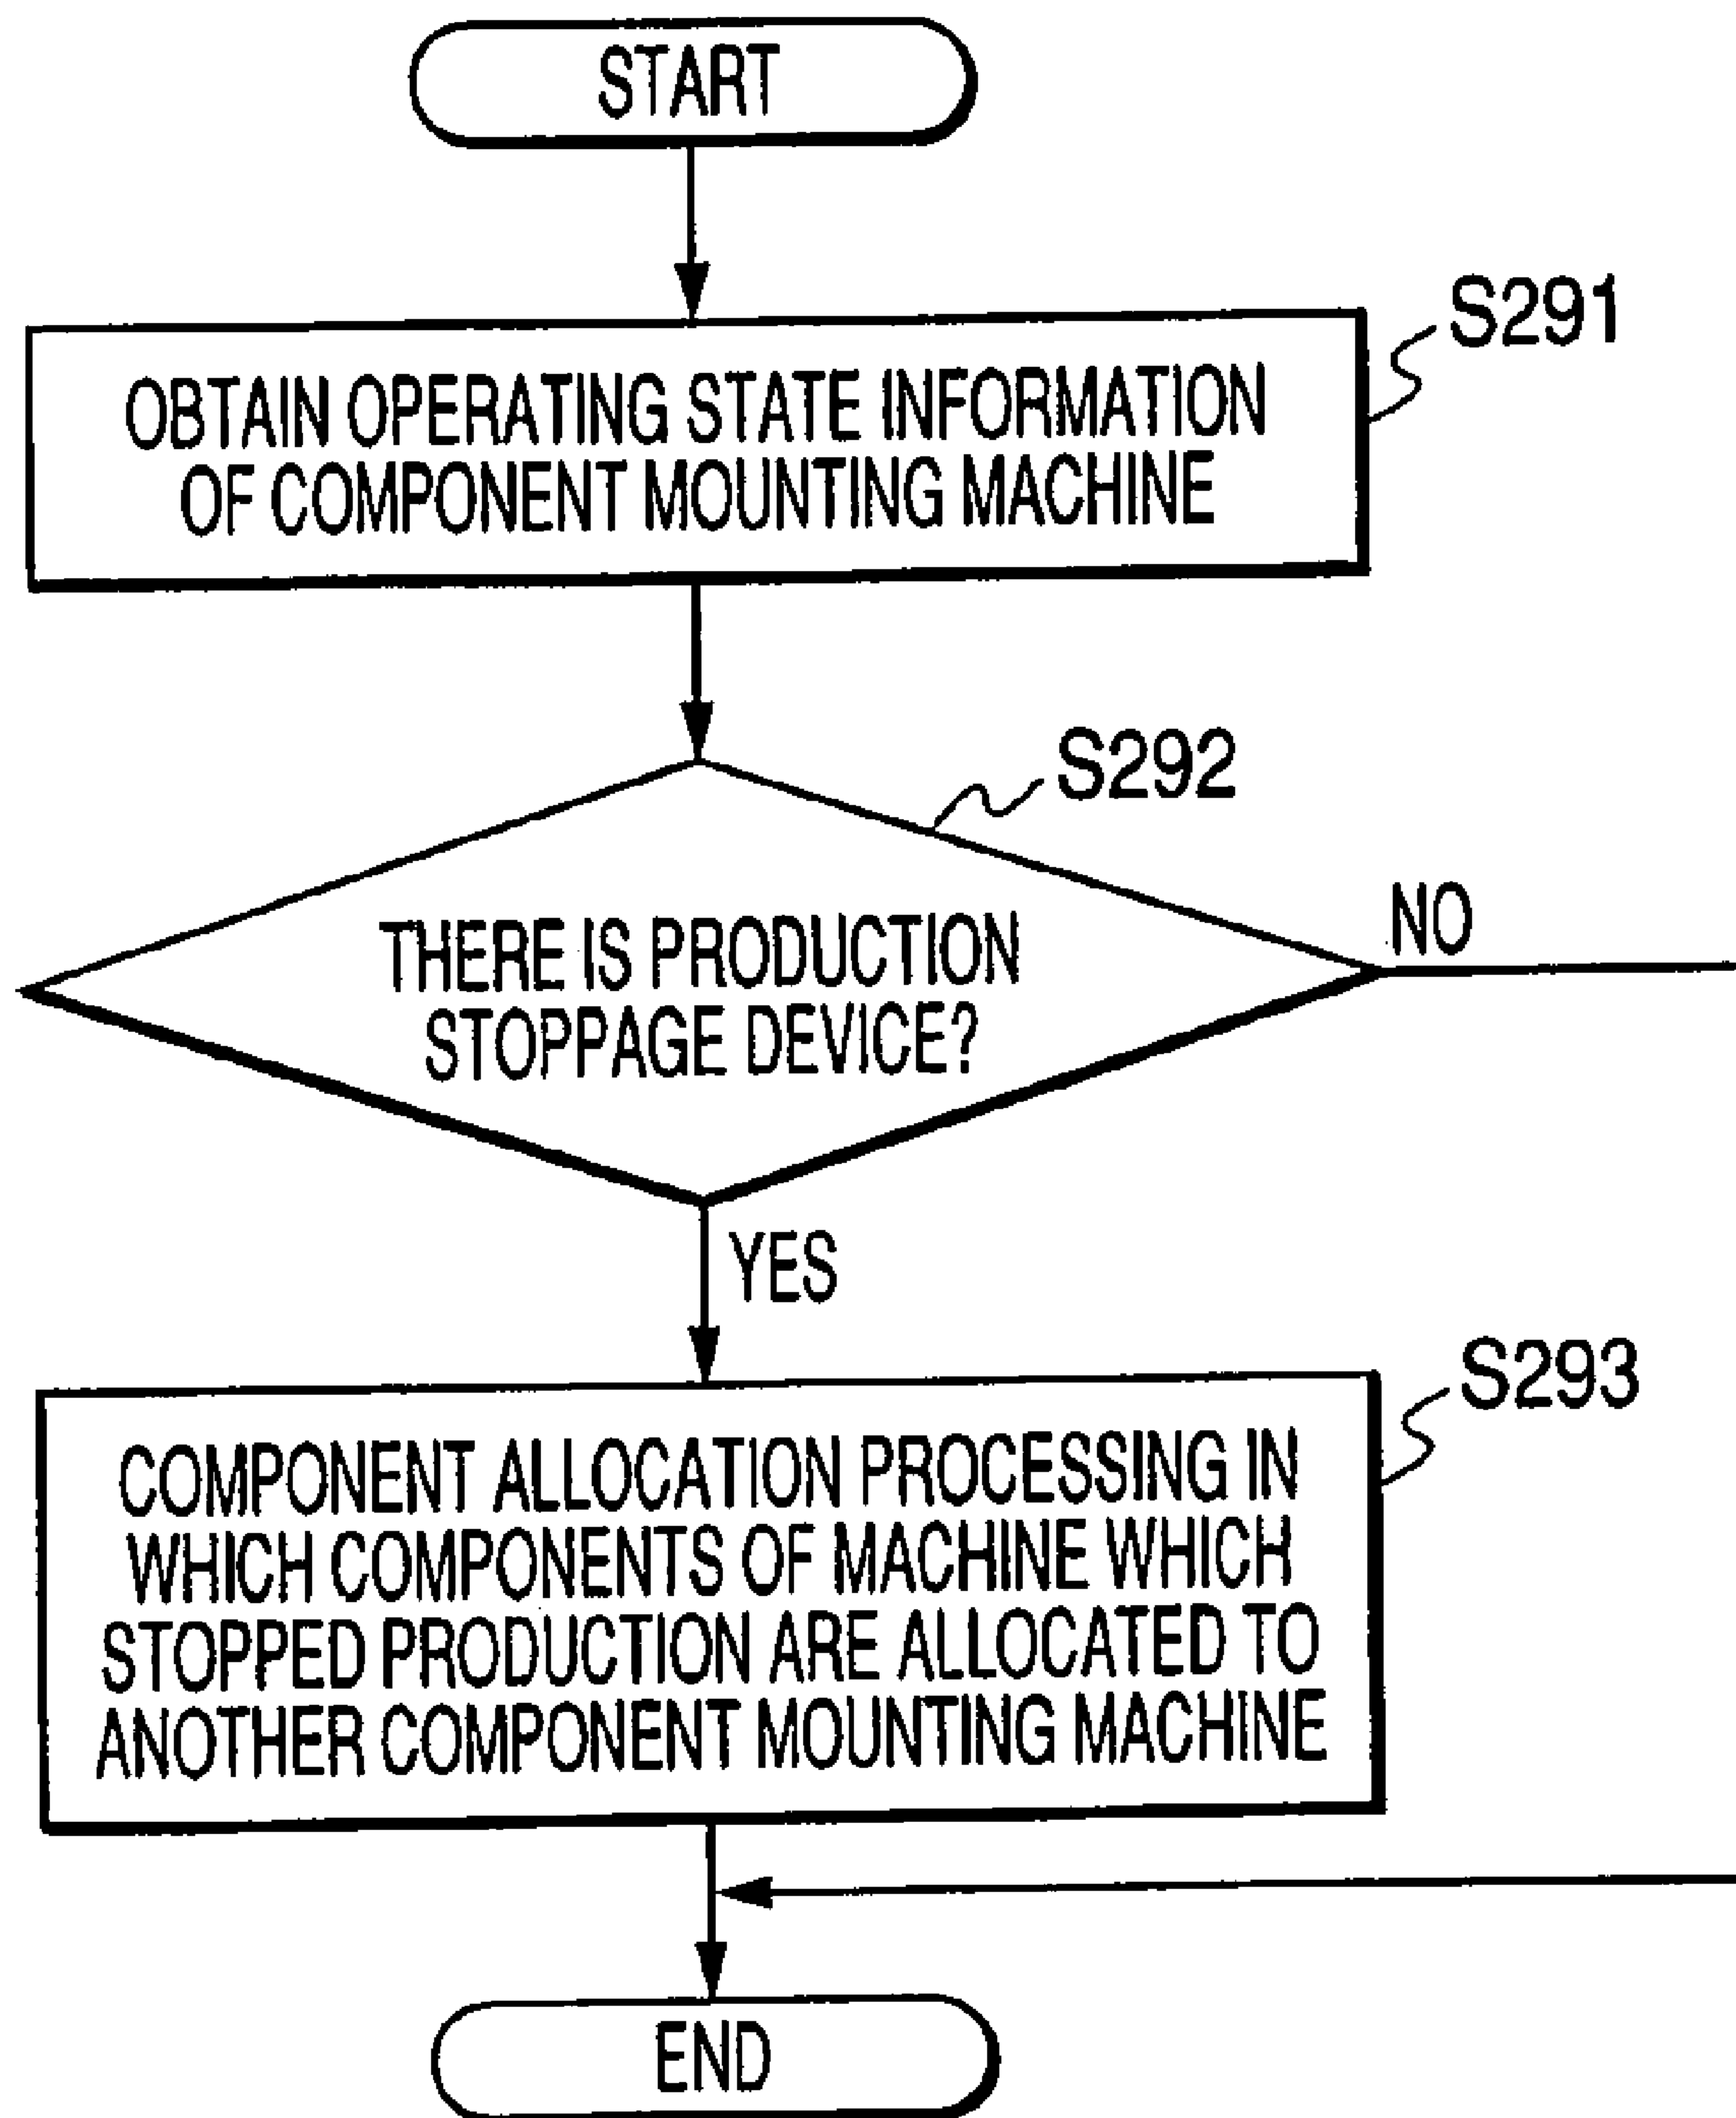 START
S291
OBTAIN OPERATING STATE INFORMATION
OF COMPONENT MOUNTING MACHINE
S292
NO
THERE IS PRODUCTION
STOPPAGE DEVICE?
YES
S293
COMPONENT ALLOCATION PROCESSING IN
WHICH COMPONENTS OF MACHINE WHICH
STOPPED PRODUCTION ARE ALLOCATED TO
ANOTHER COMPONENT MOUNTING MACHINE
END